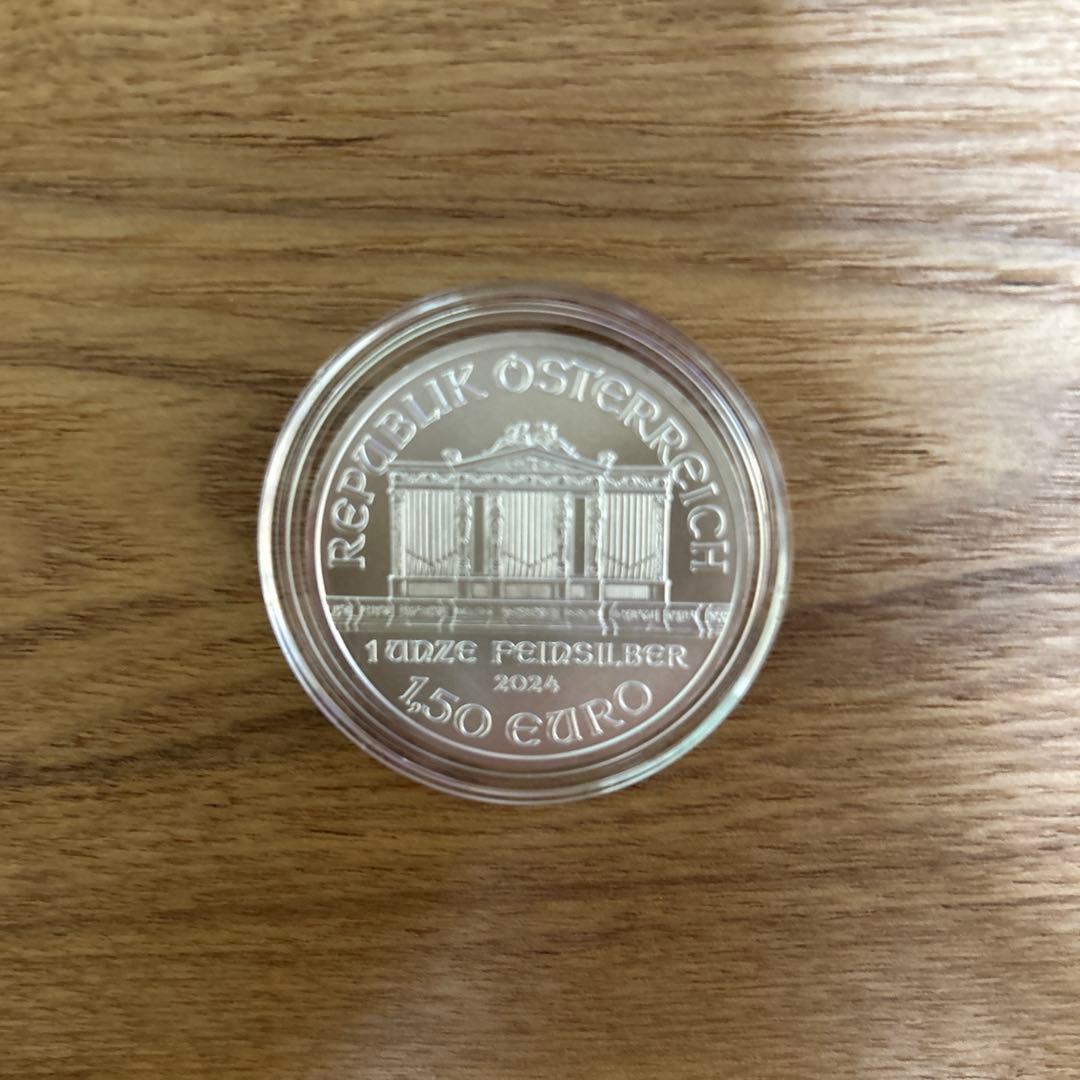 REPUBLIK ÖSTERREICH
1 UNZE FEINSILBER
2024
1,50 EURO